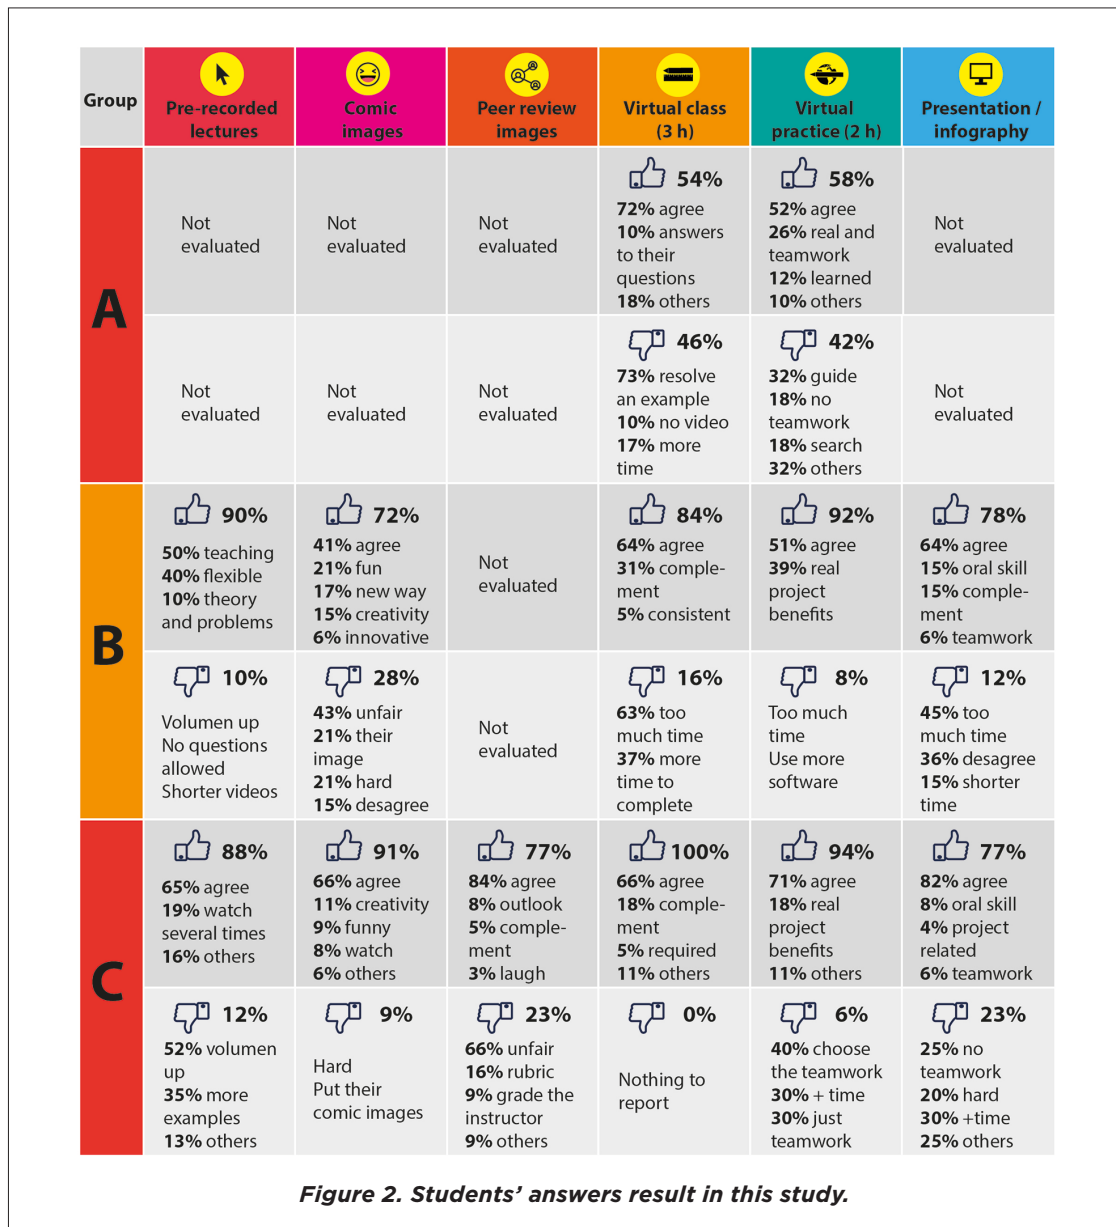 Group
Pre-recorded
lectures
Comic
images
Peer review
images
Virtual class
(3 h)
Virtual
practice (2 h)
Presentation /
infography
A
Not
evaluated
Not
evaluated
Not
evaluated
54%
72% agree
10% answers
to their
questions
18% others
58%
52% agree
26% real and
teamwork
12% learned
10% others
Not
evaluated
Not
evaluated
Not
evaluated
Not
evaluated
46%
73% resolve
an example
10% no video
17% more
time
42%
32% guide
18% no
teamwork
18% search
32% others
Not
evaluated
B
90%
50% teaching
40% flexible
10% theory
and problems
72%
41% agree
21% fun
17% new way
15% creativity
6% innovative
Not
evaluated
84%
64% agree
31% comple-
ment
5% consistent
92%
51% agree
39% real
project
benefits
78%
64% agree
15% oral skill
15% comple-
ment
6% teamwork
10%
Volumen up
No questions
allowed
Shorter videos
28%
43% unfair
21% their
image
21% hard
15% desagree
Not
evaluated
16%
63% too
much time
37% more
time to
complete
8%
Too much
time
Use more
software
12%
45% too
much time
36% desagree
15% shorter
time
C
88%
65% agree
19% watch
several times
16% others
91%
66% agree
11% creativity
9% funny
8% watch
6% others
77%
84% agree
8% outlook
5% comple-
ment
3% laugh
100%
66% agree
18% comple-
ment
5% required
11% others
94%
71% agree
18% real
project
benefits
11% others
77%
82% agree
8% oral skill
4% project
related
6% teamwork
12%
52% volumen
up
35% more
examples
13% others
9%
Hard
Put their
comic images
23%
66% unfair
16% rubric
9% grade the
instructor
9% others
0%
Nothing to
report
6%
40% choose
the teamwork
30% + time
30% just
teamwork
23%
25% no
teamwork
20% hard
30% +time
25% others
Figure 2. Students' answers result in this study.